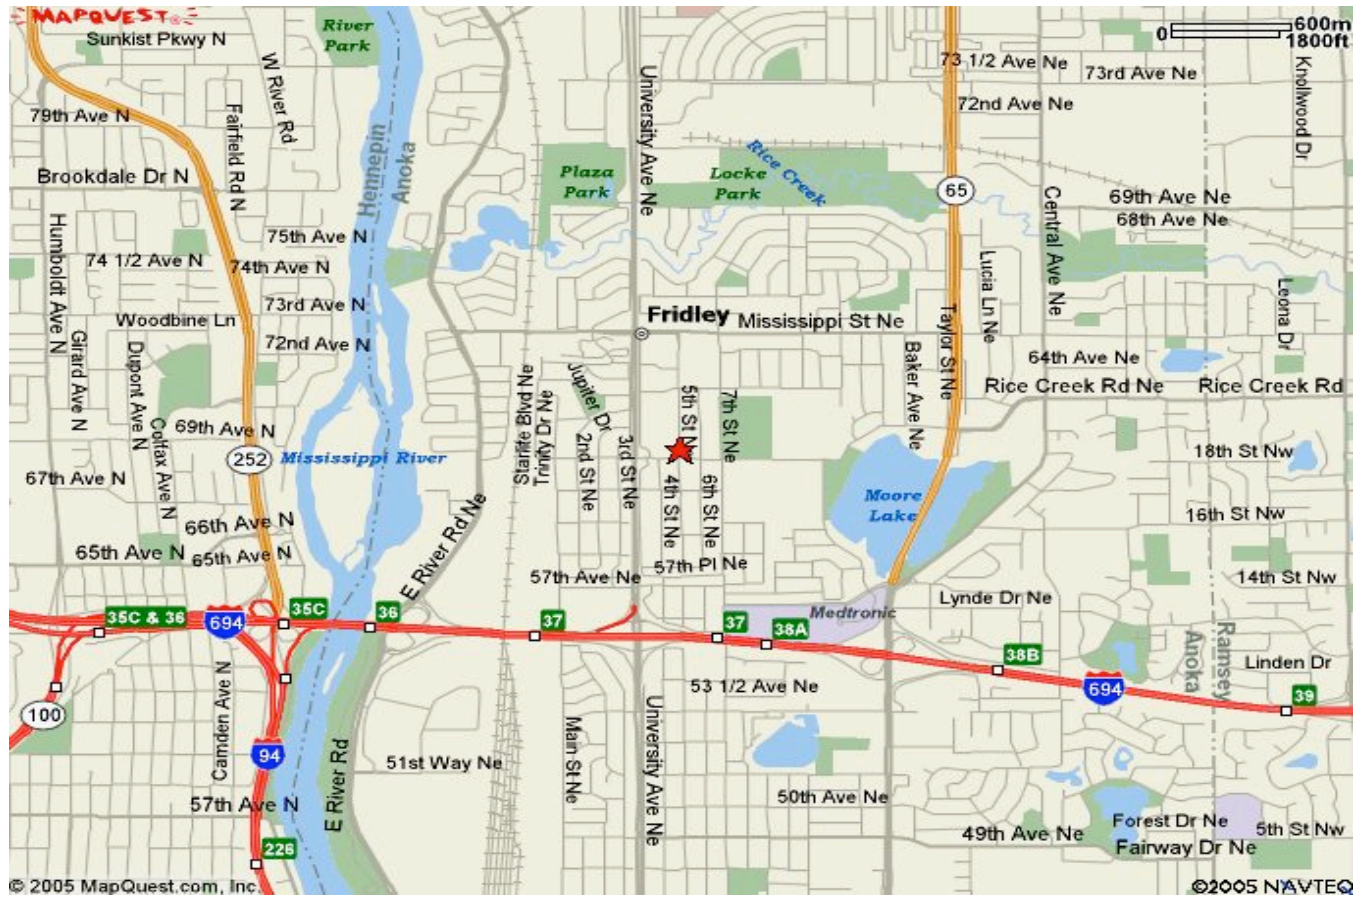 MAPQUEST
600m
0
1800ft
River
Park
Sunkist Pkwy N
W River Rd
University Ave Ne
73 1/2 Ave Ne
73rd Ave Ne
Knollwood Dr
72nd Ave Ne
79th Ave N
Fairfield Rd N
Hennepin
Anoka
Rice Creek
Plaza
Park
Locke
Park
Brookdale Dr N
65
69th Ave Ne
68th Ave Ne
Central Ave Ne
Humboldt Ave N
75th Ave N
74 1/2 Ave N
74th Ave N
Lucia Ln Ne
Leona Dr
73rd Ave N
Woodbine Ln
Fridley
Mississippi St Ne
Taylor St Ne
72nd Ave N
Girard Ave N
Dupont Ave N
Baker Ave Ne
64th Ave Ne
Rice Creek Rd Ne
Rice Creek Rd
Jupiter Dr
Starlite Blvd Ne
Trinity Dr Ne
5th St Ne
7th St Ne
69th Ave N
Colfax Ave N
252
Mississippi River
2nd St Ne
3rd St Ne
18th St Nw
67th Ave N
4th St Ne
6th St Ne
Moore
Lake
16th St Nw
66th Ave N
E River Rd Ne
65th Ave N
65th Ave N
57th Ave Ne
57th Pl Ne
14th St Nw
Lynde Dr Ne
Medtronic
35C & 36
694
35C
36
37
37
38A
38B
Anoka
Ramsey
Linden Dr
694
39
53 1/2 Ave Ne
100
Camden Ave N
94
E River Rd
51st Way Ne
Main St Ne
University Ave Ne
57th Ave N
50th Ave Ne
49th Ave Ne
Forest Dr Ne
5th St Nw
Fairway Dr Ne
226
© 2005 MapQuest.com, Inc.
©2005 NAVTEQ